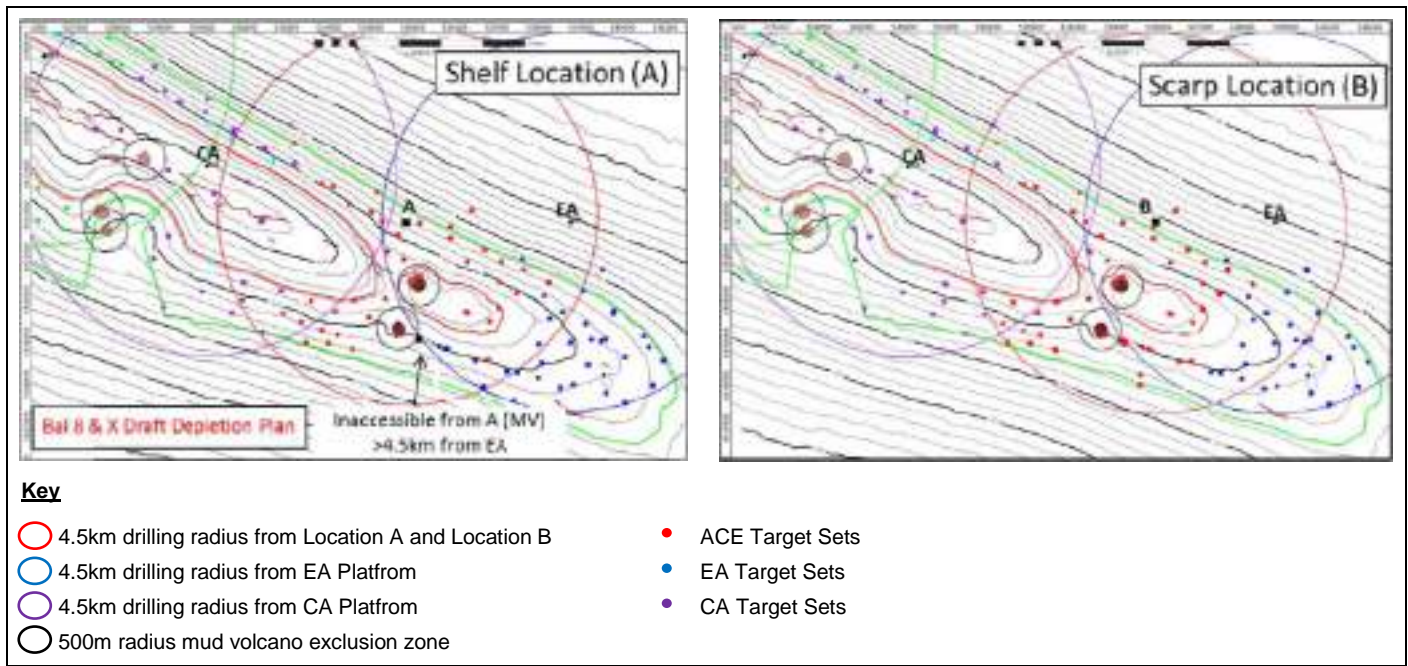 Shelf Location (A)
Scarp Location (B)
CA
A
EA
CA
B
EA
Bal 8 & X Draft Depletion Plan
Inaccessible from A [MV]
>4.5km from EA
Key
4.5km drilling radius from Location A and Location B
ACE Target Sets
4.5km drilling radius from EA Platfrom
EA Target Sets
4.5km drilling radius from CA Platfrom
CA Target Sets
500m radius mud volcano exclusion zone